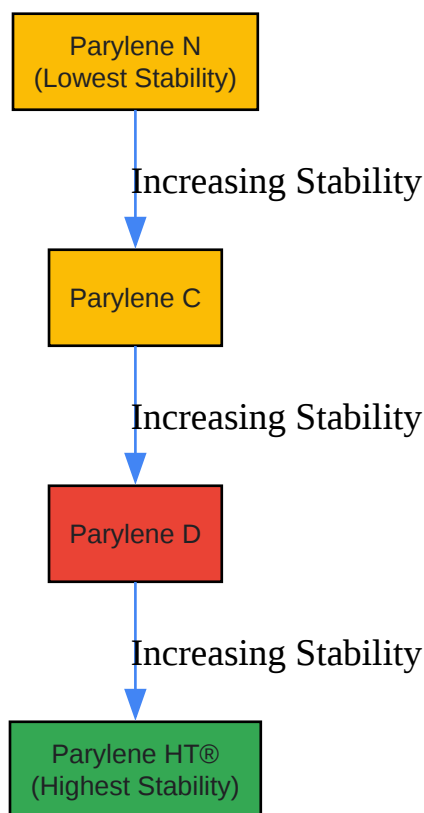 Parylene N
(Lowest Stability)
Increasing Stability
Parylene C
Increasing Stability
Parylene D
Increasing Stability
Parylene HT®
(Highest Stability)